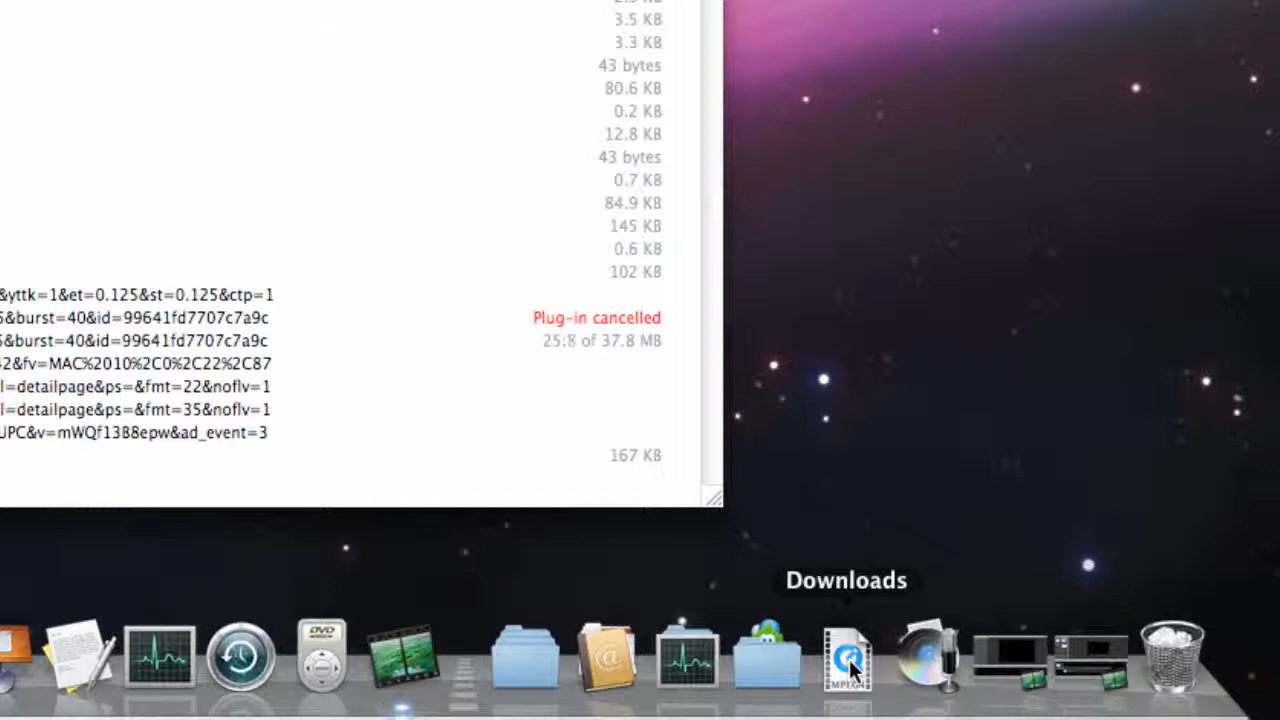 3.5 KB
3.3 KB
43 bytes
80.6 KB
0.2 KB
12.8 KB
43 bytes
0.7 KB
84.9 KB
145 KB
0.6 KB
102 KB
&yttk=1&et=0.125&st=0.125&ctp=1
&burst=40&id=99641fd7707c7a9c Plug-in cancelled
&burst=40&id=99641fd7707c7a9c 25.8 of 37.8 MB
42&fv=MAC%2010%2C0%2C22%2C87
l=detailpage&ps=&fmt=22&noflv=1
l=detailpage&ps=&fmt=35&noflv=1
JPC&v=mWQf13B8epw&ad_event=3
167 KB
Downloads
DVD
MPEG4